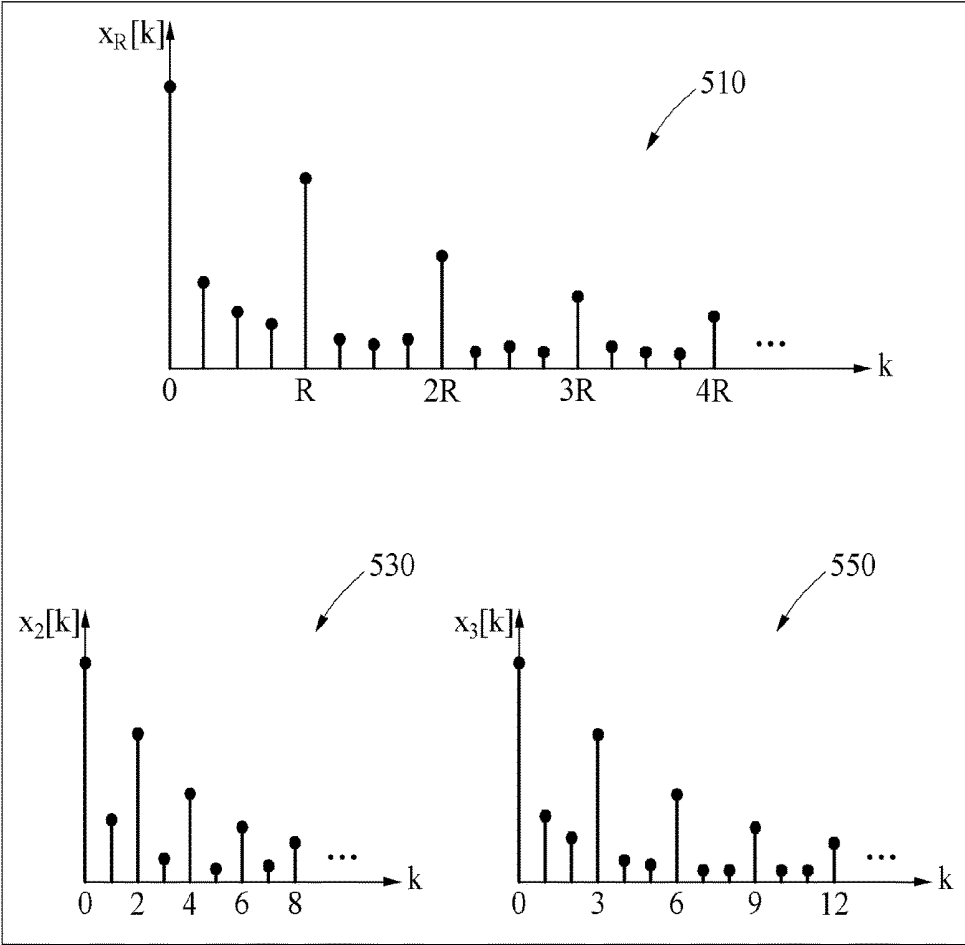 x_R[k]
510
...
k
0 R 2R 3R 4R
530
x_2[k]
...
k
0 2 4 6 8
550
x_3[k]
...
k
0 3 6 9 12